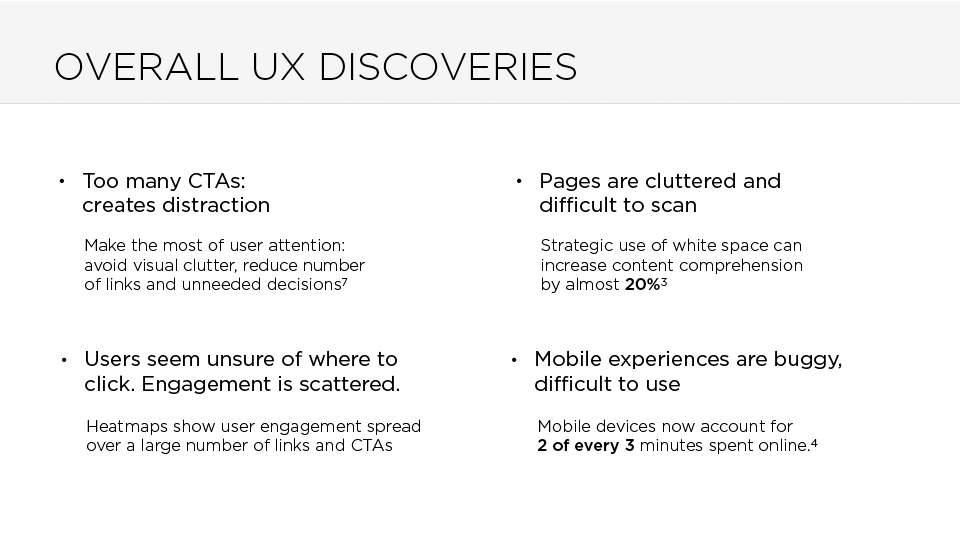 OVERALL UX DISCOVERIES
• Too many CTAs:
creates distraction
Make the most of user attention:
avoid visual clutter, reduce number
of links and unneeded decisions⁷
• Pages are cluttered and
difficult to scan
Strategic use of white space can
increase content comprehension
by almost 20%³
• Users seem unsure of where to
click. Engagement is scattered.
Heatmaps show user engagement spread
over a large number of links and CTAs
• Mobile experiences are buggy,
difficult to use
Mobile devices now account for
2 of every 3 minutes spent online.⁴